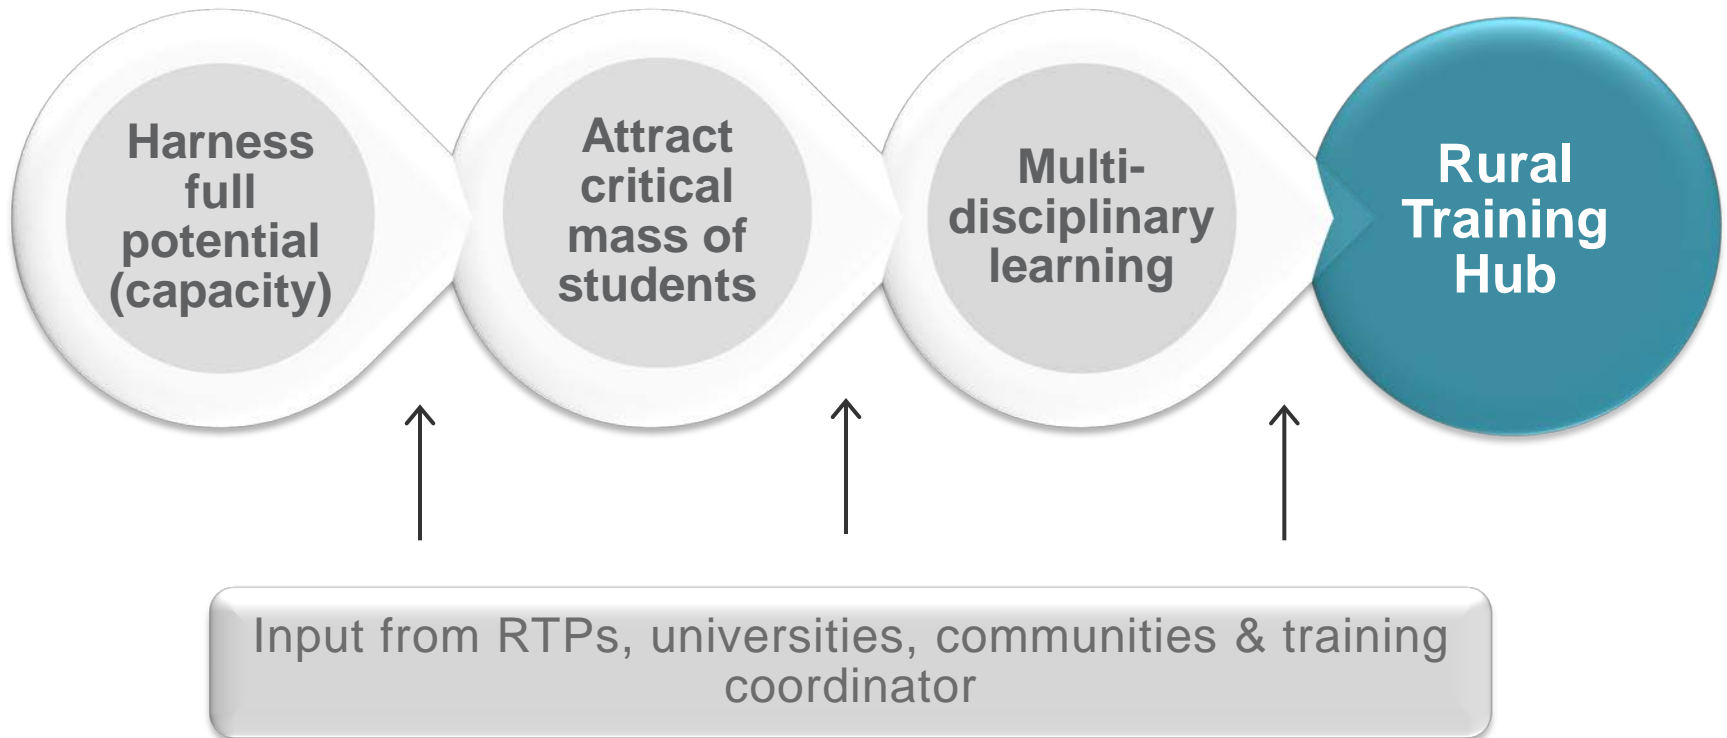 Harness
full
potential
(capacity)
Attract
critical
mass of
students
Multi-
disciplinary
learning
Rural
Training
Hub
Input from RTPs, universities, communities & training
coordinator